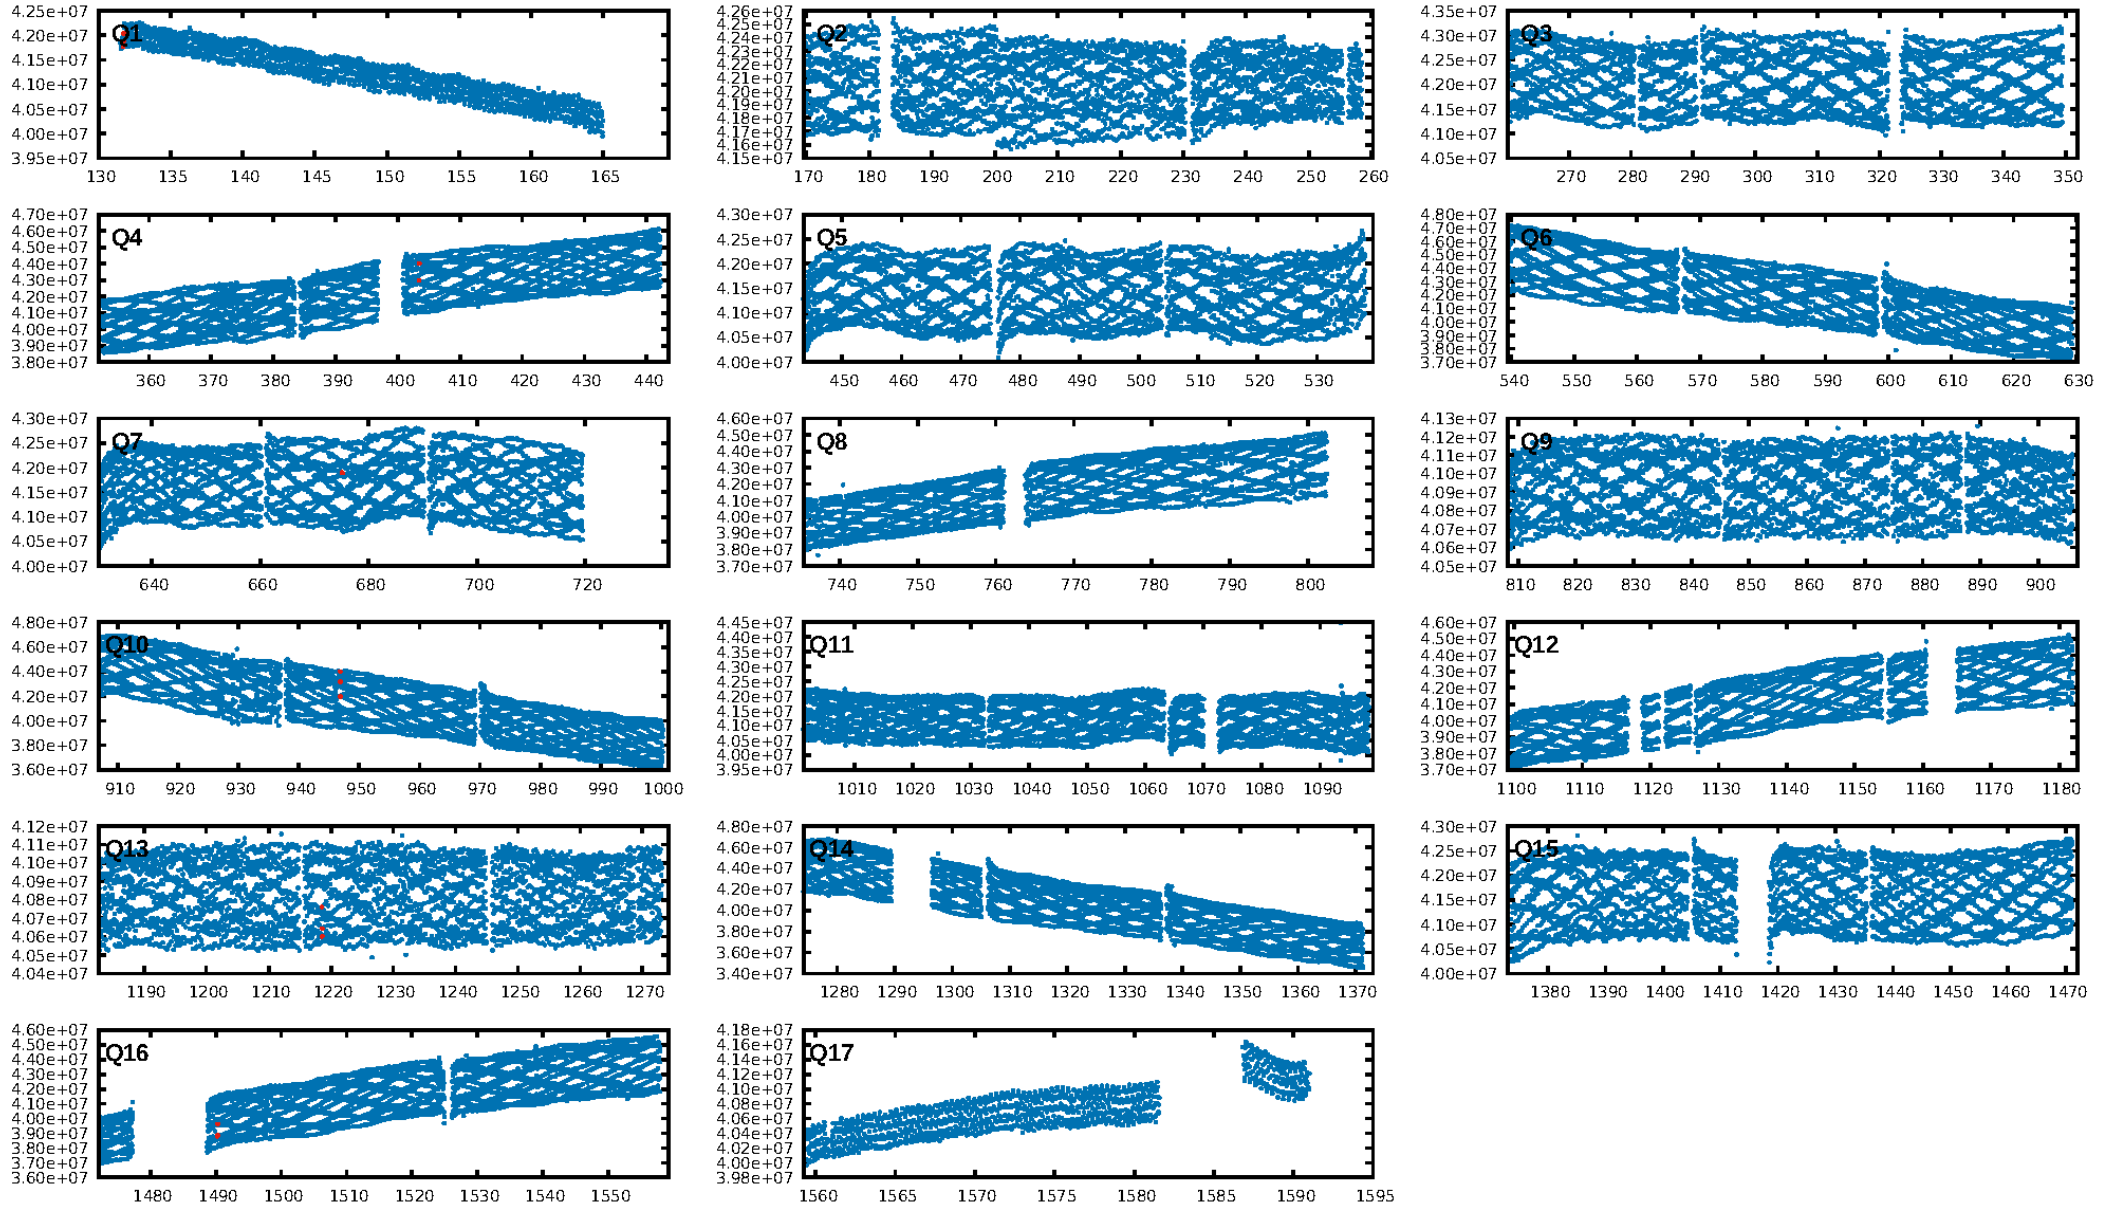 Q1
4.25e+07
4.20e+07
4.15e+07
4.10e+07
4.05e+07
4.00e+07
3.95e+07
130 135 140 145 150 155 160 165
Q2
4.26e+07
4.25e+07
4.24e+07
4.23e+07
4.22e+07
4.21e+07
4.20e+07
4.19e+07
4.18e+07
4.17e+07
4.16e+07
4.15e+07
170 180 190 200 210 220 230 240 250 260
Q3
4.35e+07
4.30e+07
4.25e+07
4.20e+07
4.15e+07
4.10e+07
4.05e+07
270 280 290 300 310 320 330 340 350
Q4
4.70e+07
4.60e+07
4.50e+07
4.40e+07
4.30e+07
4.20e+07
4.10e+07
4.00e+07
3.90e+07
3.80e+07
360 370 380 390 400 410 420 430 440
Q5
4.30e+07
4.25e+07
4.20e+07
4.15e+07
4.10e+07
4.05e+07
4.00e+07
450 460 470 480 490 500 510 520 530
Q6
4.80e+07
4.70e+07
4.60e+07
4.50e+07
4.40e+07
4.30e+07
4.20e+07
4.10e+07
4.00e+07
3.90e+07
3.80e+07
3.70e+07
540 550 560 570 580 590 600 610 620 630
Q7
4.30e+07
4.25e+07
4.20e+07
4.15e+07
4.10e+07
4.05e+07
4.00e+07
640 660 680 700 720
Q8
4.60e+07
4.50e+07
4.40e+07
4.30e+07
4.20e+07
4.10e+07
4.00e+07
3.90e+07
3.80e+07
3.70e+07
740 750 760 770 780 790 800
Q9
4.13e+07
4.12e+07
4.11e+07
4.10e+07
4.09e+07
4.08e+07
4.07e+07
4.06e+07
4.05e+07
810 820 830 840 850 860 870 880 890 900
Q10
4.80e+07
4.60e+07
4.40e+07
4.20e+07
4.00e+07
3.80e+07
3.60e+07
910 920 930 940 950 960 970 980 990 1000
Q11
4.45e+07
4.40e+07
4.35e+07
4.30e+07
4.25e+07
4.20e+07
4.15e+07
4.10e+07
4.05e+07
4.00e+07
3.95e+07
1010 1020 1030 1040 1050 1060 1070 1080 1090
Q12
4.60e+07
4.50e+07
4.40e+07
4.30e+07
4.20e+07
4.10e+07
4.00e+07
3.90e+07
3.80e+07
3.70e+07
1100 1110 1120 1130 1140 1150 1160 1170 1180
Q13
4.12e+07
4.11e+07
4.10e+07
4.09e+07
4.08e+07
4.07e+07
4.06e+07
4.05e+07
4.04e+07
1190 1200 1210 1220 1230 1240 1250 1260 1270
Q14
4.80e+07
4.60e+07
4.40e+07
4.20e+07
4.00e+07
3.80e+07
3.60e+07
3.40e+07
1280 1290 1300 1310 1320 1330 1340 1350 1360 1370
Q15
4.30e+07
4.25e+07
4.20e+07
4.15e+07
4.10e+07
4.05e+07
4.00e+07
1380 1390 1400 1410 1420 1430 1440 1450 1460 1470
Q16
4.60e+07
4.50e+07
4.40e+07
4.30e+07
4.20e+07
4.10e+07
4.00e+07
3.90e+07
3.80e+07
3.70e+07
3.60e+07
1480 1490 1500 1510 1520 1530 1540 1550
Q17
4.18e+07
4.16e+07
4.14e+07
4.12e+07
4.10e+07
4.08e+07
4.06e+07
4.04e+07
4.02e+07
4.00e+07
3.98e+07
1560 1565 1570 1575 1580 1585 1590 1595